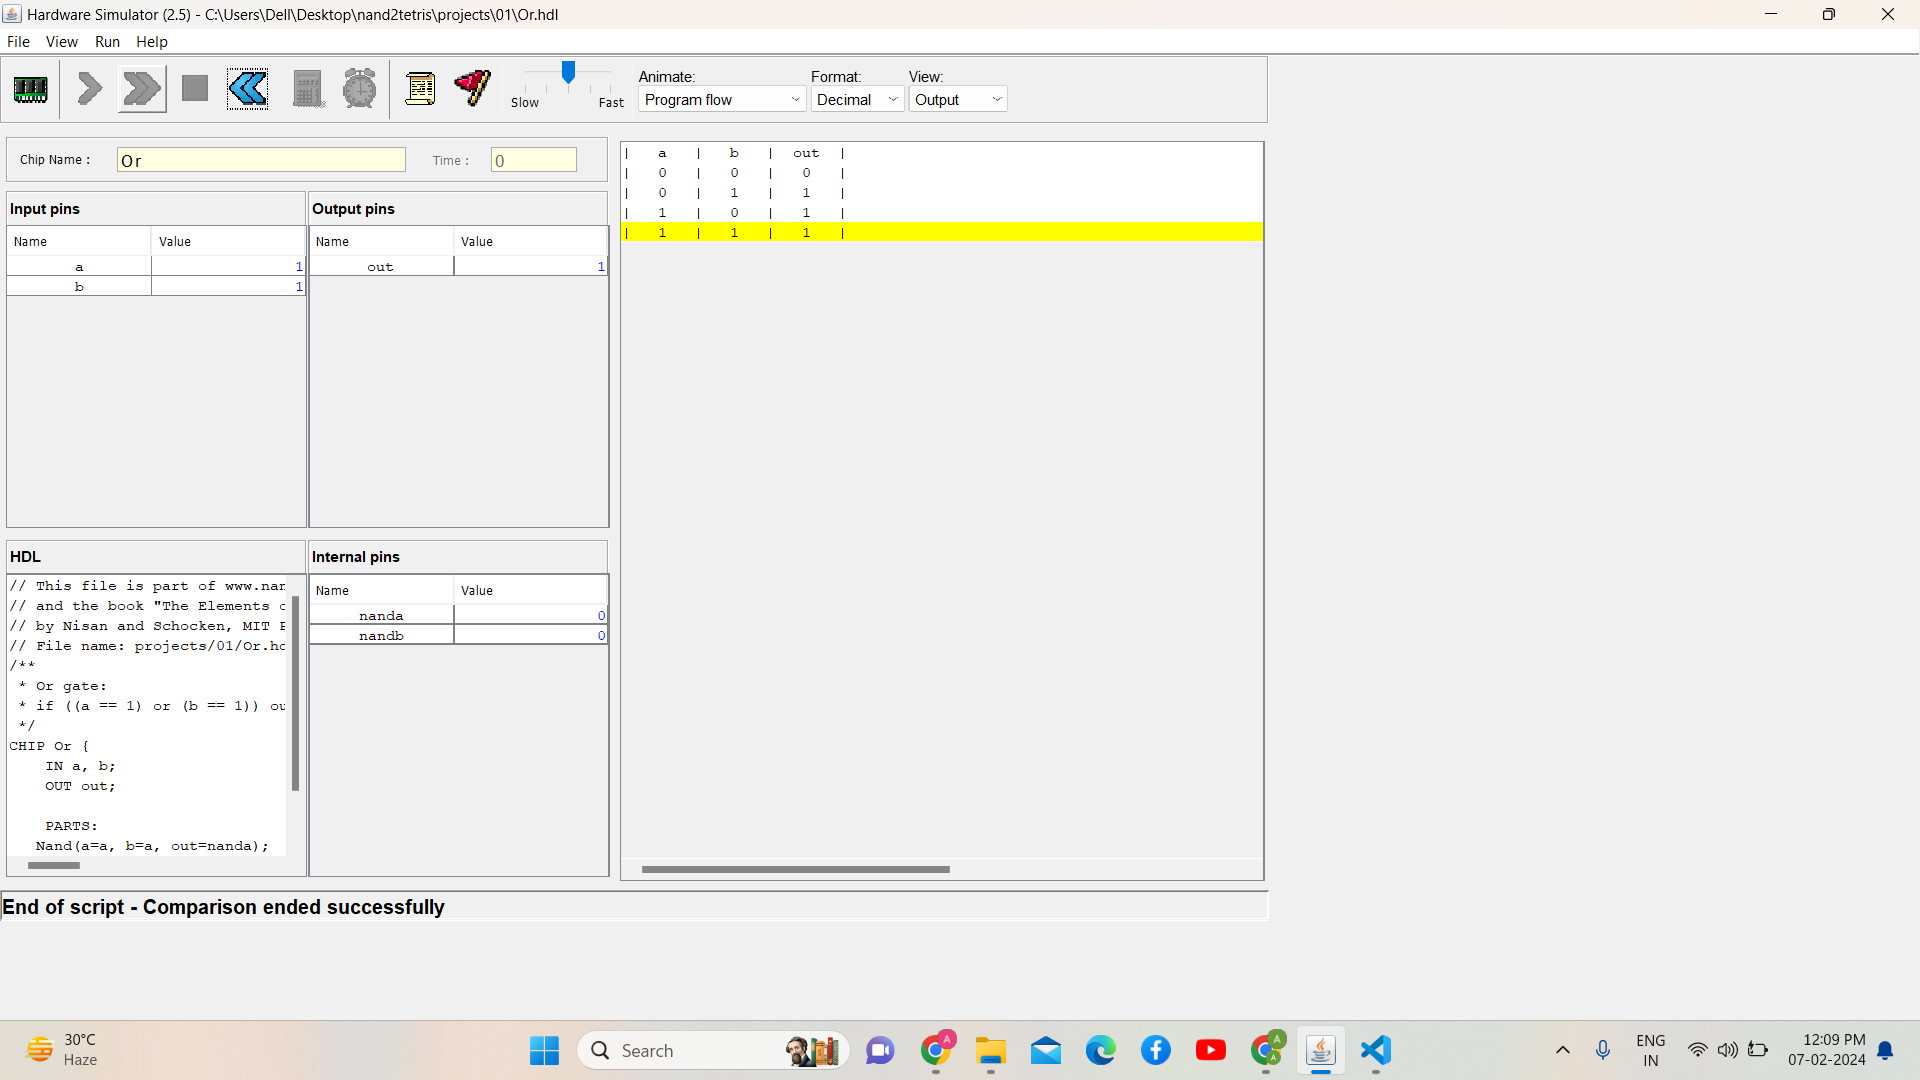 Hardware Simulator (2.5) - C:\Users\Dell\Desktop\nand2tetris\projects\01\Or.hdl
File View Run Help
Slow Fast
Animate: Format: View:
Program flow Decimal Output
Chip Name : Or Time : 0
Input pins
Name Value
a 1
b 1
Output pins
Name Value
out 1
| a | b | out |
| 0 | 0 | 0 |
| 0 | 1 | 1 |
| 1 | 0 | 1 |
| 1 | 1 | 1 |
HDL
// This file is part of www.nan
// and the book "The Elements o
// by Nisan and Schocken, MIT P
// File name: projects/01/Or.hd
/**
* Or gate:
* if ((a == 1) or (b == 1)) ou
*/
CHIP Or {
IN a, b;
OUT out;
PARTS:
Nand(a=a, b=a, out=nanda);
Internal pins
Name Value
nanda 0
nandb 0
End of script - Comparison ended successfully
30°C
Haze
Search
A
A
A
ENG
IN
12:09 PM
07-02-2024